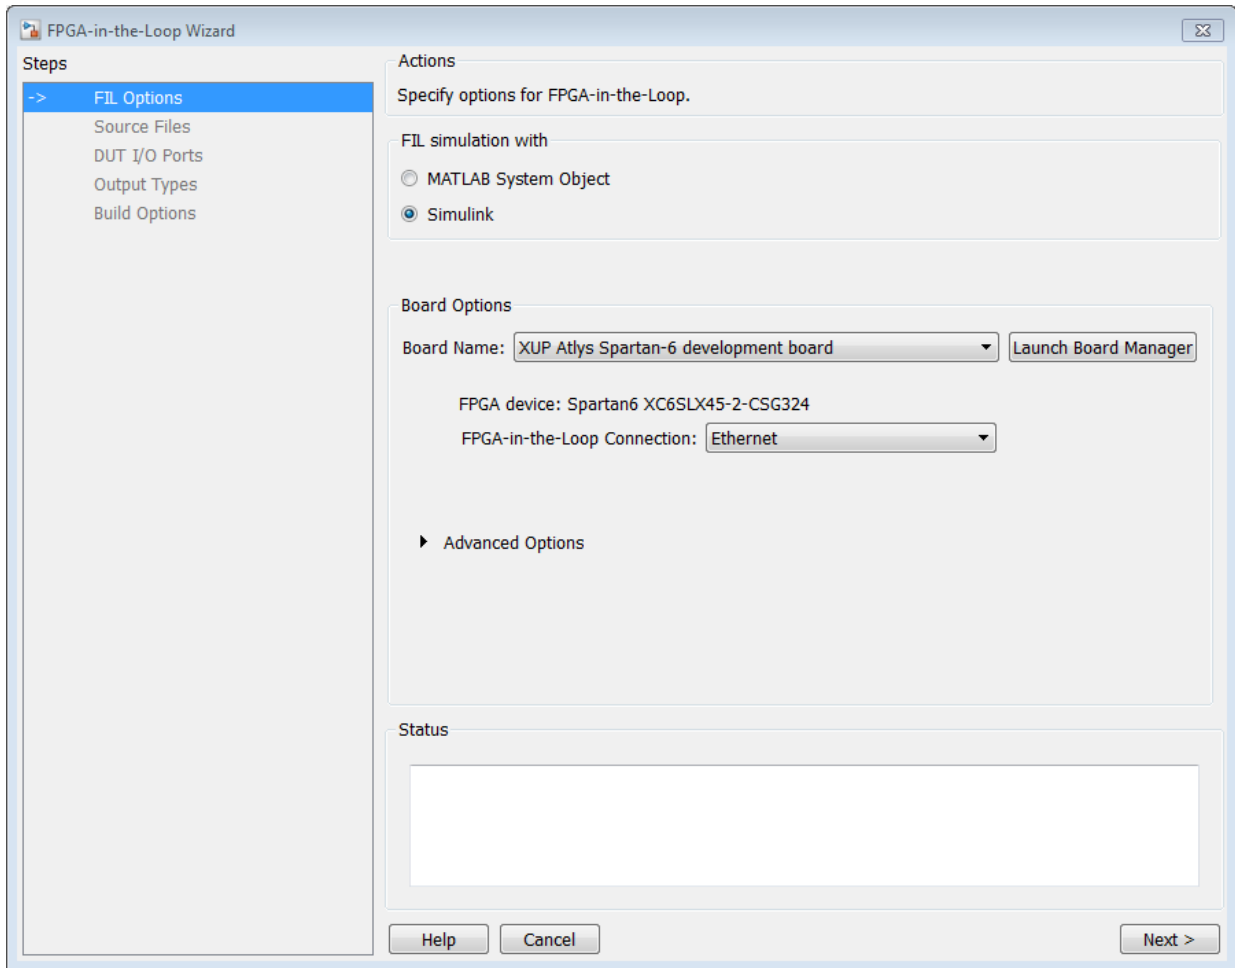 FPGA-in-the-Loop Wizard
Steps
-> FIL Options
Source Files
DUT I/O Ports
Output Types
Build Options
Actions
Specify options for FPGA-in-the-Loop.
FIL simulation with
MATLAB System Object
Simulink
Board Options
Board Name: XUP Atlys Spartan-6 development board Launch Board Manager
FPGA device: Spartan6 XC6SLX45-2-CSG324
FPGA-in-the-Loop Connection: Ethernet
Advanced Options
Status
Help Cancel Next >